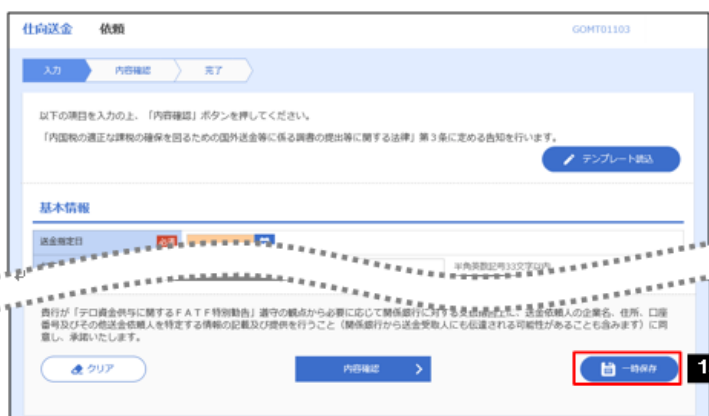 仕向送金 依頼 GOMT01103
入力 内容確認 完了
以下の項目を入力の上、「内容確認」ボタンを押してください。
「内国税の適正な課税の確保を図るための国外送金等に係る調書の提出等に関する法律」第3条に定める告知を行います。
テンプレート読込
基本情報
送金指定日 必須
半角英数記号33文字以内
貴行が「テロ資金供与に関するFATF特別勧告」遵守の観点から必要に応じて関係銀行に対する支払指図上に、送金依頼人の企業名、住所、口座
番号及びその他送金依頼人を特定する情報の記載及び提供を行うこと（関係銀行から送金受取人にも伝達される可能性があることも含みます）に同
意し、承諾いたします。
クリア 内容確認 一時保存 1